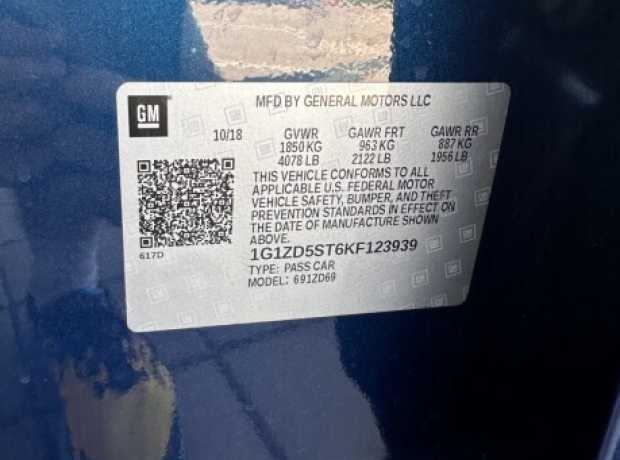 GM
MFD BY GENERAL MOTORS LLC
10/18 GVWR GAWR FRT GAWR RR
1850 KG 963 KG 887 KG
4078 LB 2122 LB 1956 LB
THIS VEHICLE CONFORMS TO ALL
APPLICABLE U.S. FEDERAL MOTOR
VEHICLE SAFETY, BUMPER, AND THEFT
PREVENTION STANDARDS IN EFFECT ON
THE DATE OF MANUFACTURE SHOWN
ABOVE.
617D
1G1ZD5ST6KF123939
TYPE: PASS CAR
MODEL: 691ZD69